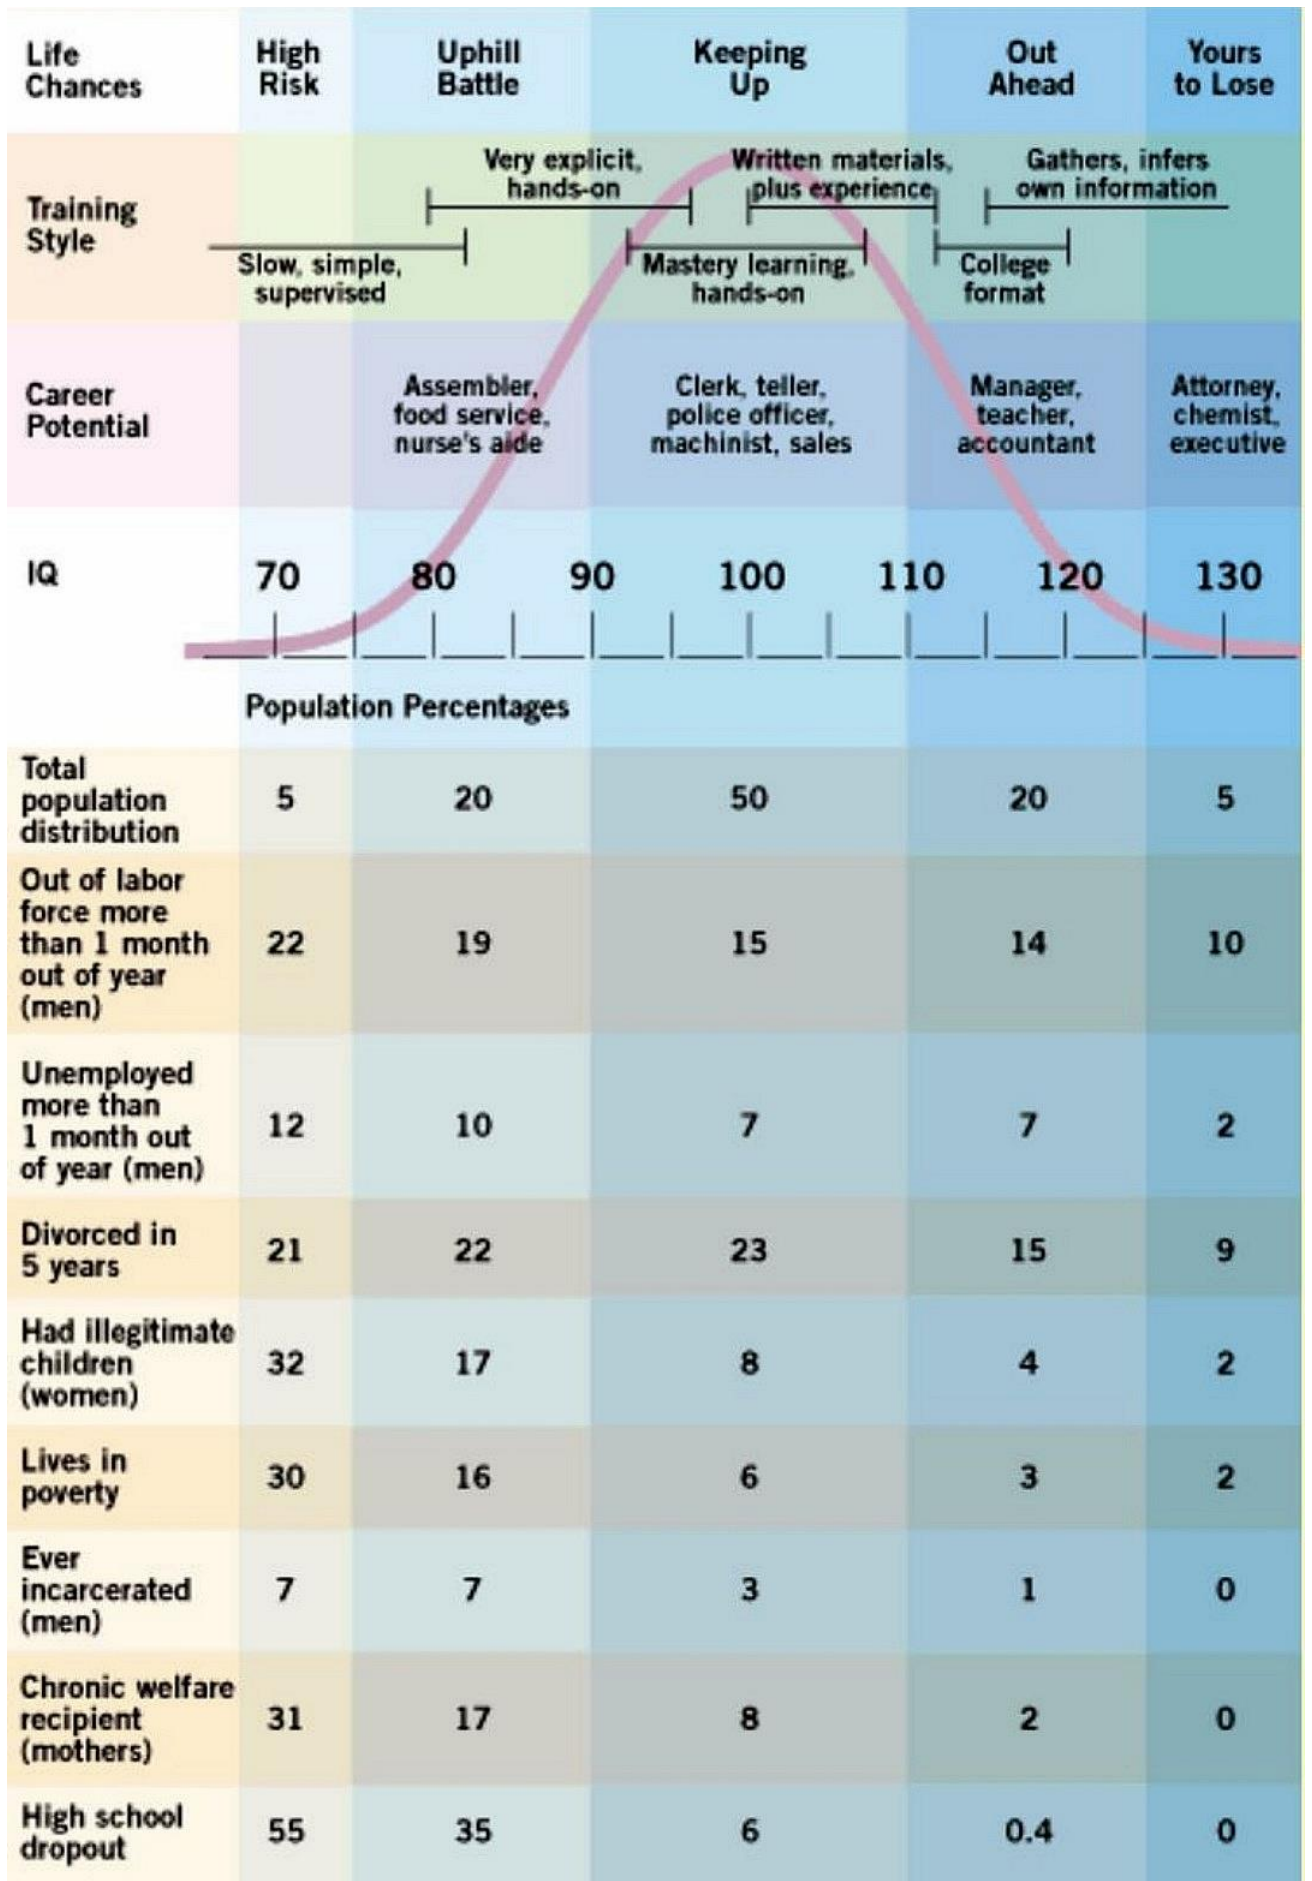 Life
Chances
High
Risk
Uphill
Battle
Keeping
Up
Out
Ahead
Yours
to Lose
Training
Style
Very explicit,
hands-on
Written materials,
plus experience
Gathers, infers
own information
Slow, simple,
supervised
Mastery learning,
hands-on
College
format
Career
Potential
Assembler,
food service,
nurse's aide
Clerk, teller,
police officer,
machinist, sales
Manager,
teacher,
accountant
Attorney,
chemist,
executive
IQ 70 80 90 100 110 120 130
Population Percentages
Total
population
distribution
5 20 50 20 5
Out of labor
force more
than 1 month
out of year
(men)
22 19 15 14 10
Unemployed
more than
1 month out
of year (men)
12 10 7 7 2
Divorced in
5 years
21 22 23 15 9
Had illegitimate
children
(women)
32 17 8 4 2
Lives in
poverty
30 16 6 3 2
Ever
incarcerated
(men)
7 7 3 1 0
Chronic welfare
recipient
(mothers)
31 17 8 2 0
High school
dropout
55 35 6 0.4 0